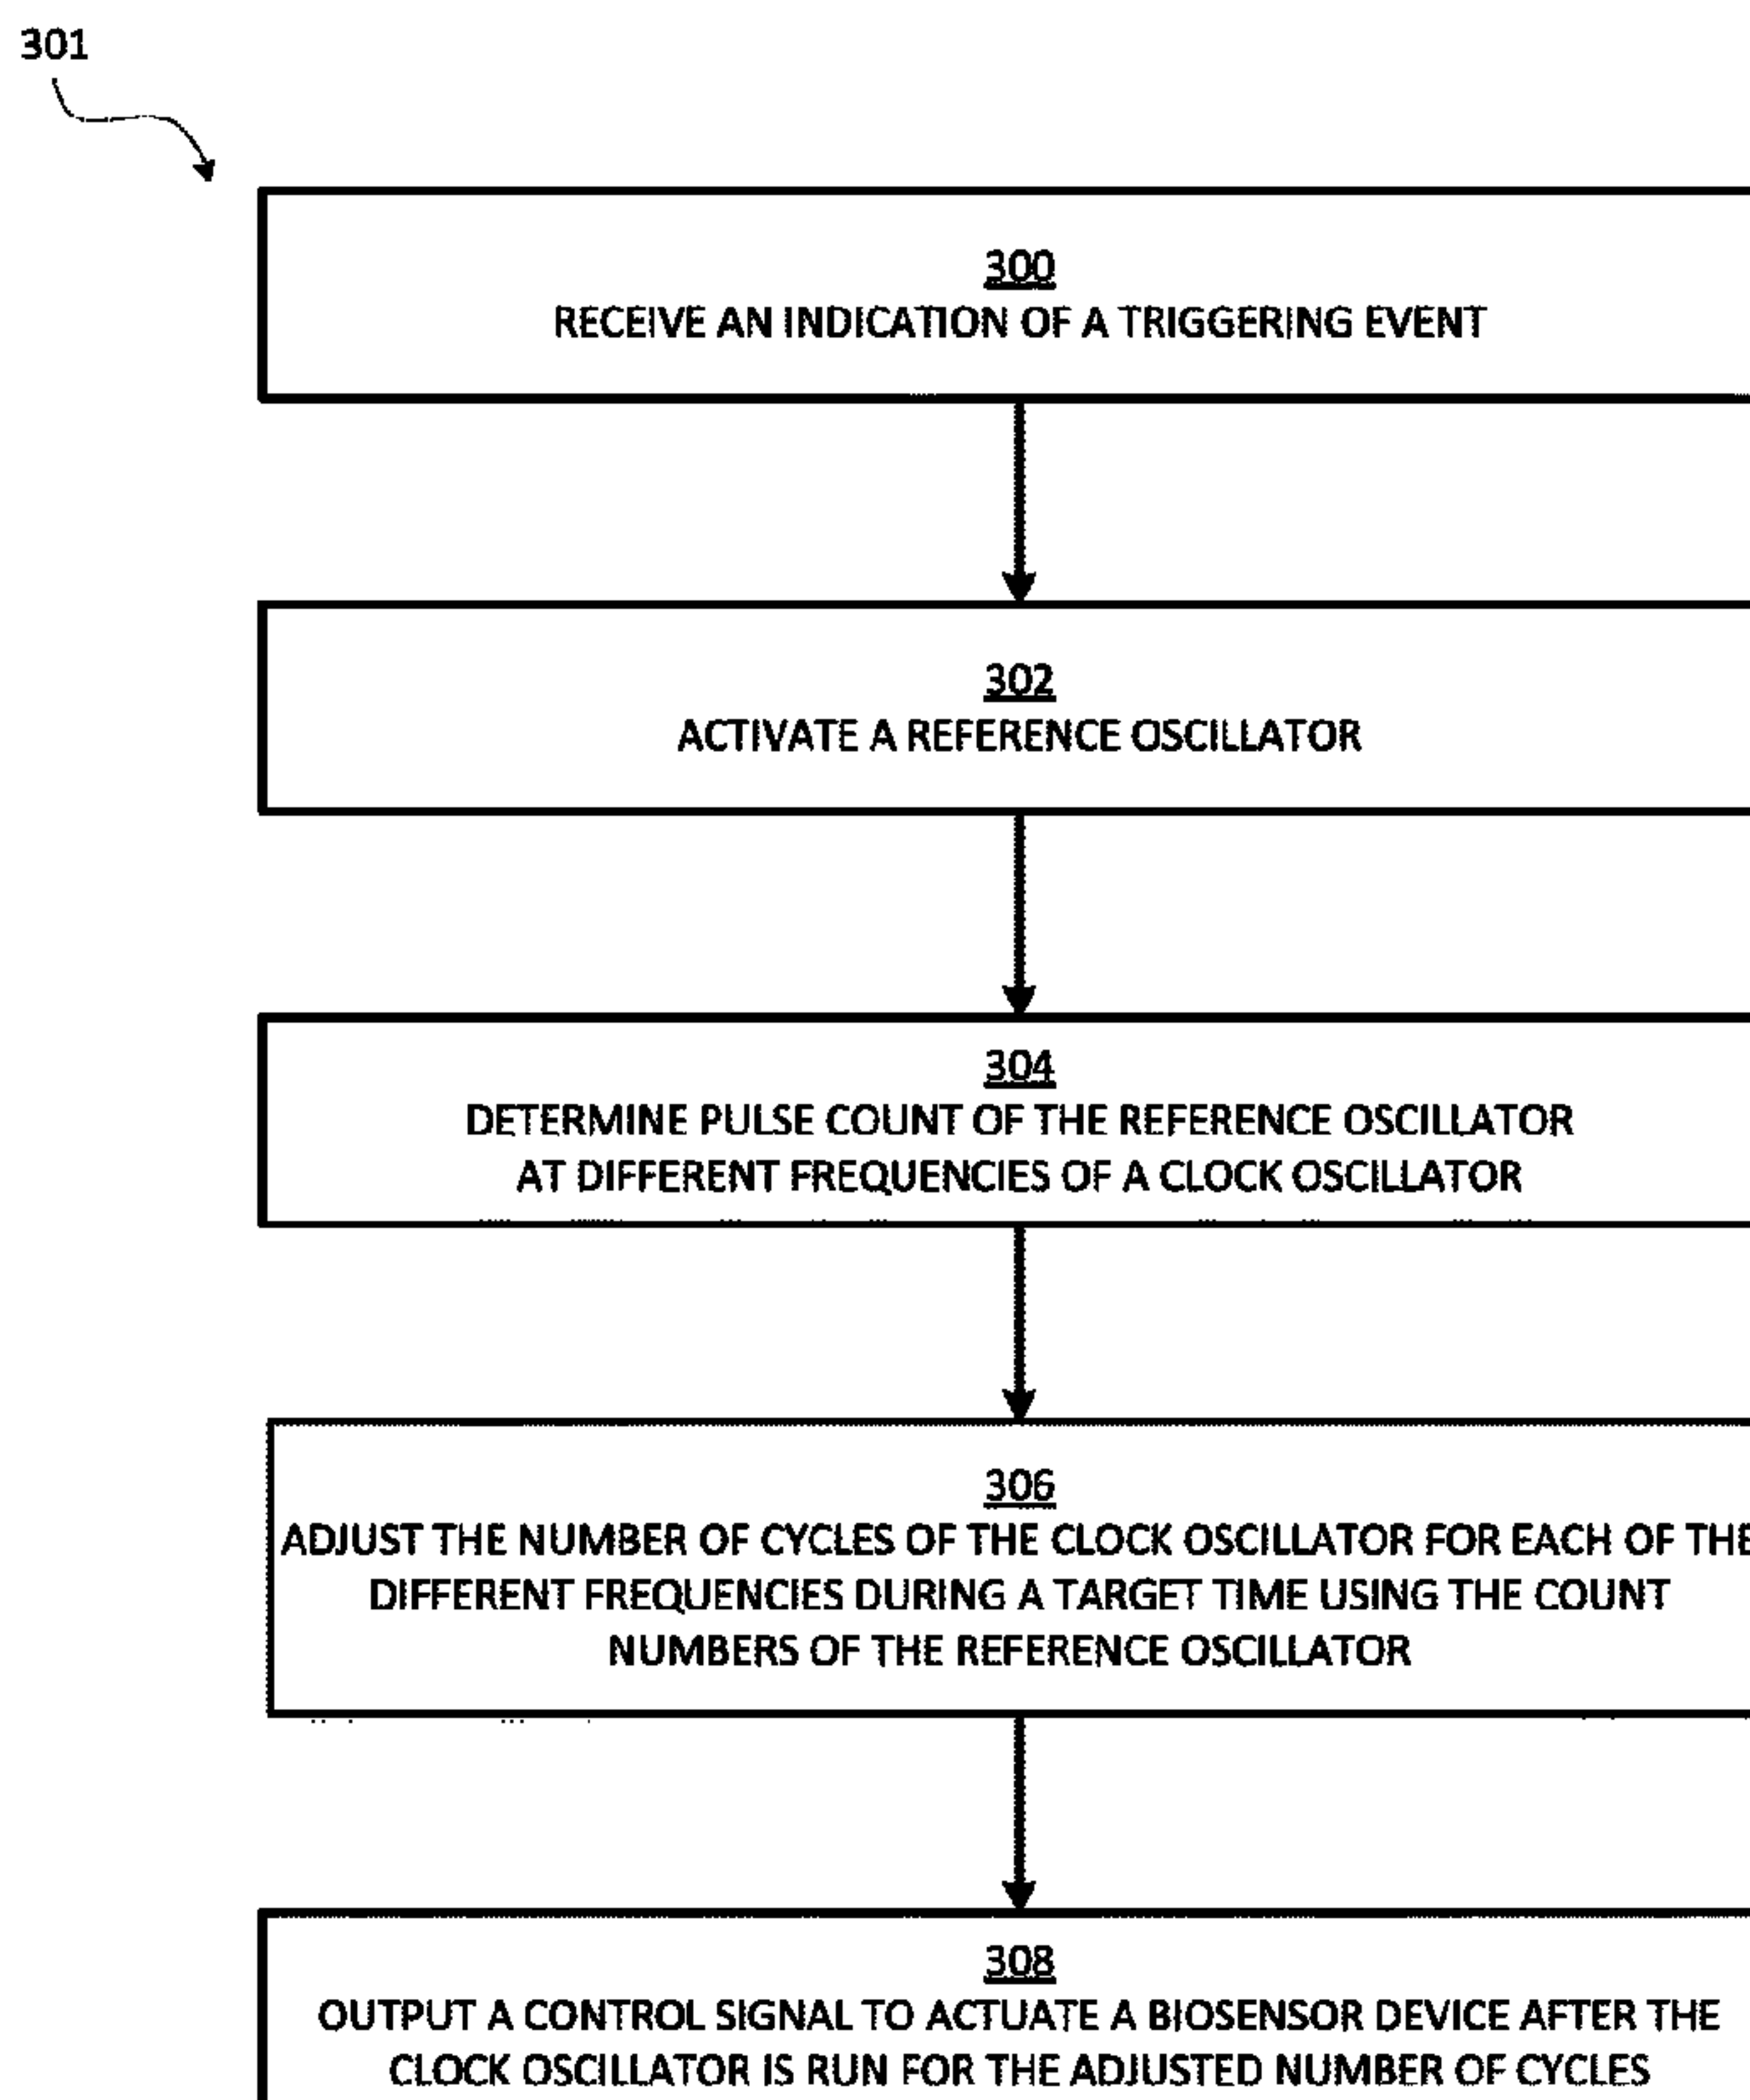 301
300
RECEIVE AN INDICATION OF A TRIGGERING EVENT
302
ACTIVATE A REFERENCE OSCILLATOR
304
DETERMINE PULSE COUNT OF THE REFERENCE OSCILLATOR
AT DIFFERENT FREQUENCIES OF A CLOCK OSCILLATOR
306
ADJUST THE NUMBER OF CYCLES OF THE CLOCK OSCILLATOR FOR EACH OF THE
DIFFERENT FREQUENCIES DURING A TARGET TIME USING THE COUNT
NUMBERS OF THE REFERENCE OSCILLATOR
308
OUTPUT A CONTROL SIGNAL TO ACTUATE A BIOSENSOR DEVICE AFTER THE
CLOCK OSCILLATOR IS RUN FOR THE ADJUSTED NUMBER OF CYCLES